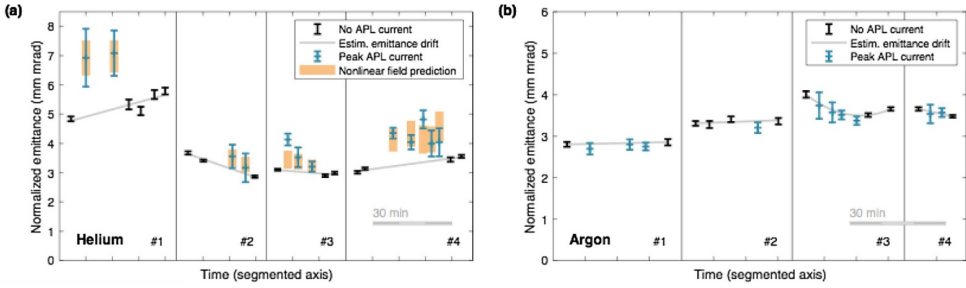 (a)
Normalized emittance (mm mrad)
8
7
6
5
4
3
2
1
0
No APL current
Estim. emittance drift
Peak APL current
Nonlinear field prediction
30 min
Helium
#1
#2
#3
#4
Time (segmented axis)
(b)
Normalized emittance (mm mrad)
6
5
4
3
2
1
0
No APL current
Estim. emittance drift
Peak APL current
30 min
Argon
#1
#2
#3
#4
Time (segmented axis)